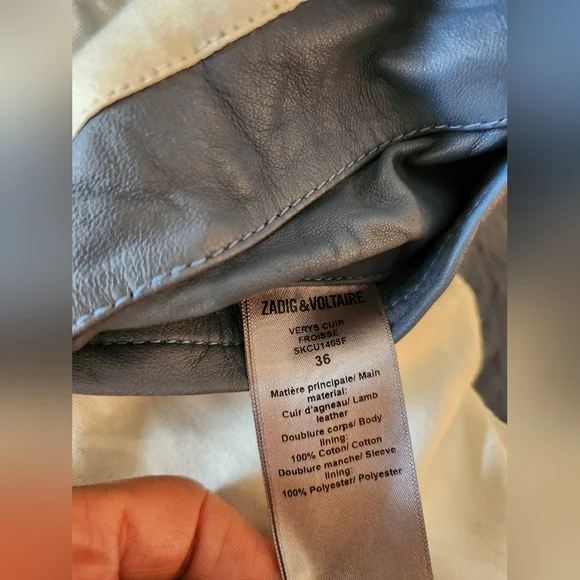 ZADIG & VOLTAIRE
VERYS CUIR
FROISSE
SKCU1405F
36
Matière principale/ Main
material:
Cuir d'agneau/ Lamb
leather
Doublure corps/ Body
lining:
100% Coton/ Cotton
Doublure manche/ Sleeve
lining:
100% Polyester/ Polyester